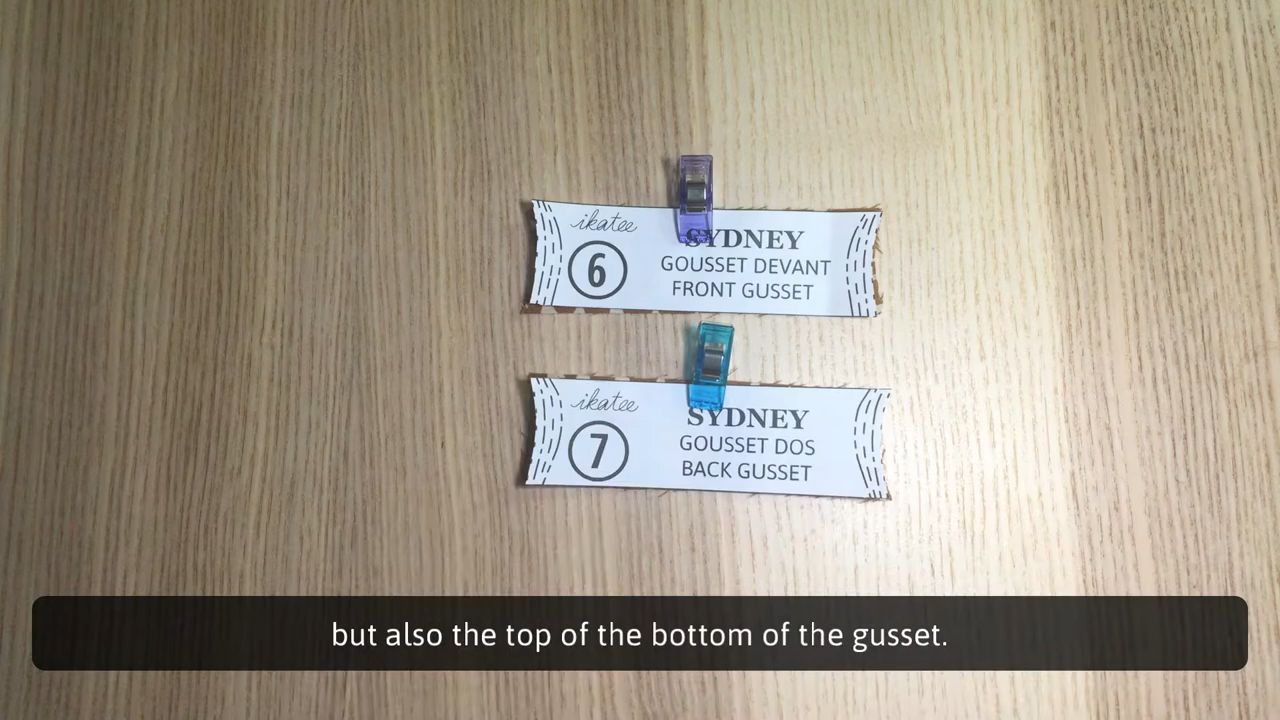 ikatee
6
SYDNEY
GOUSSET DEVANT
FRONT GUSSET
ikatee
7
SYDNEY
GOUSSET DOS
BACK GUSSET
but also the top of the bottom of the gusset.